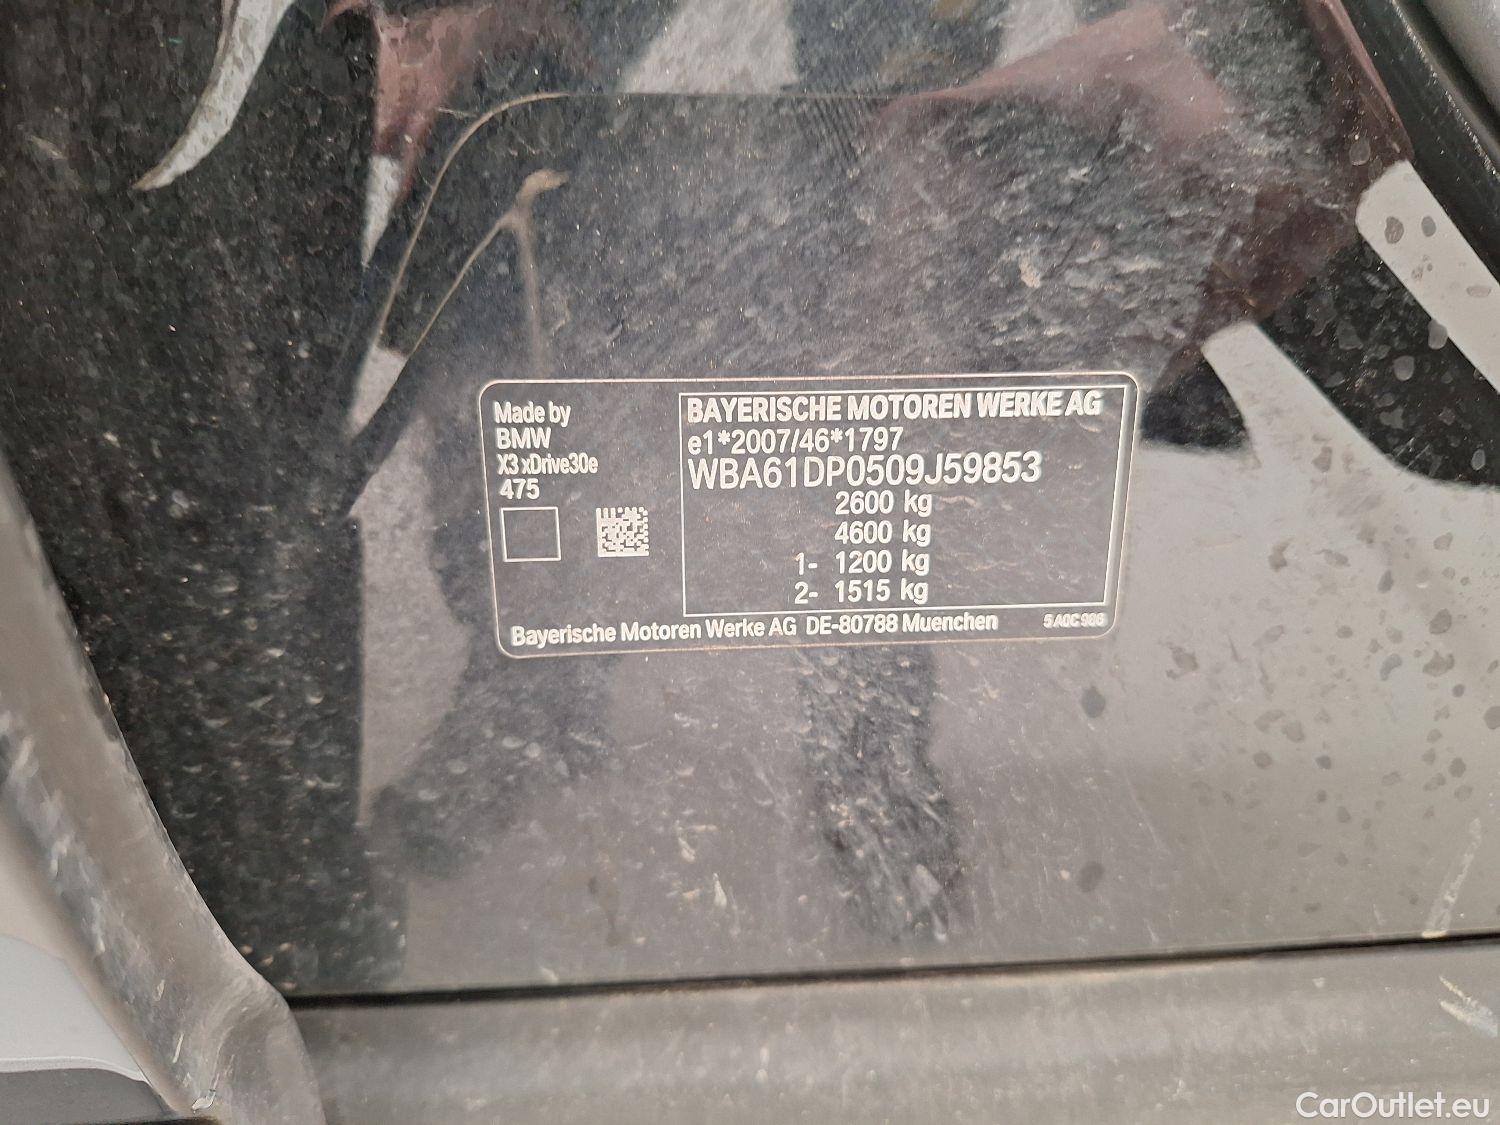 Made by
BMW
X3 xDrive30e
475
BAYERISCHE MOTOREN WERKE AG
e1*2007/46*1797
WBA61DP0509J59853
2600 kg
4600 kg
1- 1200 kg
2- 1515 kg
Bayerische Motoren Werke AG DE-80788 Muenchen
CarOutlet.eu